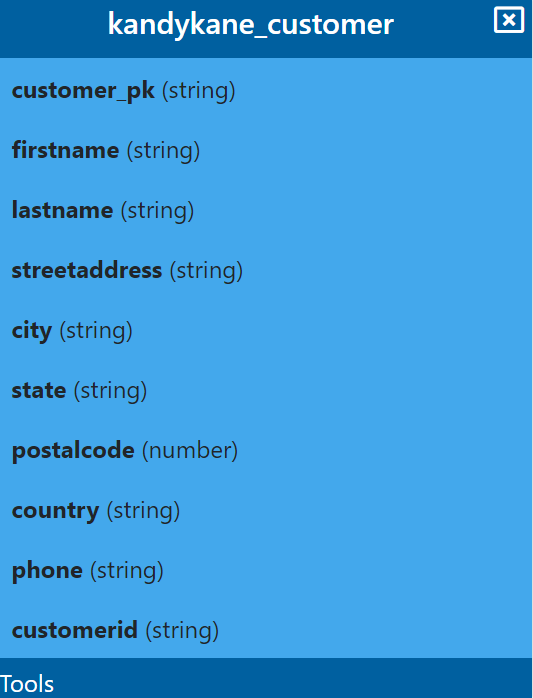 kandykane_customer
customer_pk (string)
firstname (string)
lastname (string)
streetaddress (string)
city (string)
state (string)
postalcode (number)
country (string)
phone (string)
customerid (string)
Tools